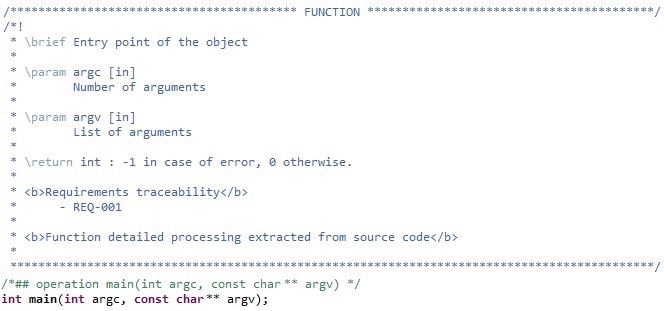 /***************************************** FUNCTION *****************************************/
/*!
 * \brief Entry point of the object
 *
 * \param argc [in]
 *        Number of arguments
 *
 * \param argv [in]
 *        List of arguments
 *
 * \return int : -1 in case of error, 0 otherwise.
 *
 * <b>Requirements traceability</b>
 *      - REQ-001
 *
 * <b>Function detailed processing extracted from source code</b>
 *
 ********************************************************************************************/
/*## operation main(int argc, const char** argv) */
int main(int argc, const char** argv);